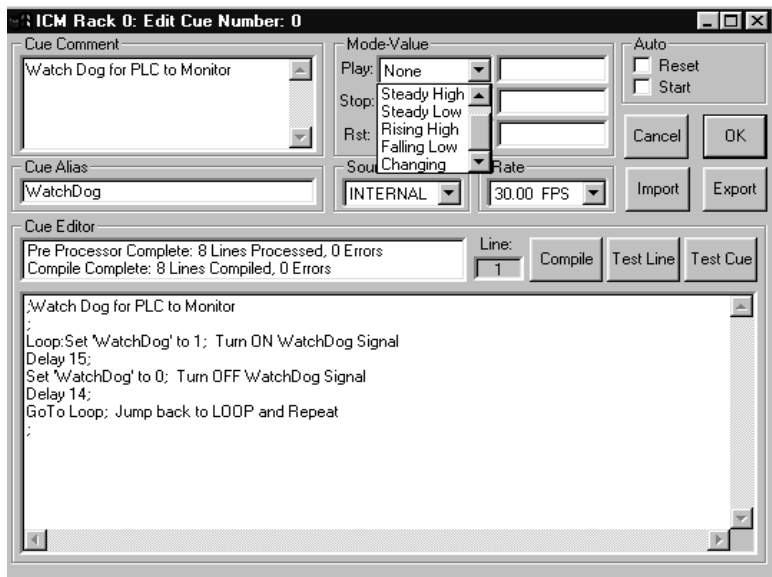 ICM Rack 0: Edit Cue Number: 0
Cue Comment
Watch Dog for PLC to Monitor
Mode-Value
Play: None
Steady High
Steady Low
Rising High
Falling Low
Changing
Stop:
Rst:
Auto
Reset
Start
Cancel
OK
Cue Alias
WatchDog
Sou
INTERNAL
Rate
30.00 FPS
Import
Export
Cue Editor
Pre Processor Complete: 8 Lines Processed, 0 Errors
Compile Complete: 8 Lines Compiled, 0 Errors
Line:
1
Compile
Test Line
Test Cue
;Watch Dog for PLC to Monitor
;
Loop:Set 'WatchDog' to 1; Turn ON WatchDog Signal
Delay 15;
Set 'WatchDog' to 0; Turn OFF WatchDog Signal
Delay 14;
GoTo Loop; Jump back to LOOP and Repeat
;